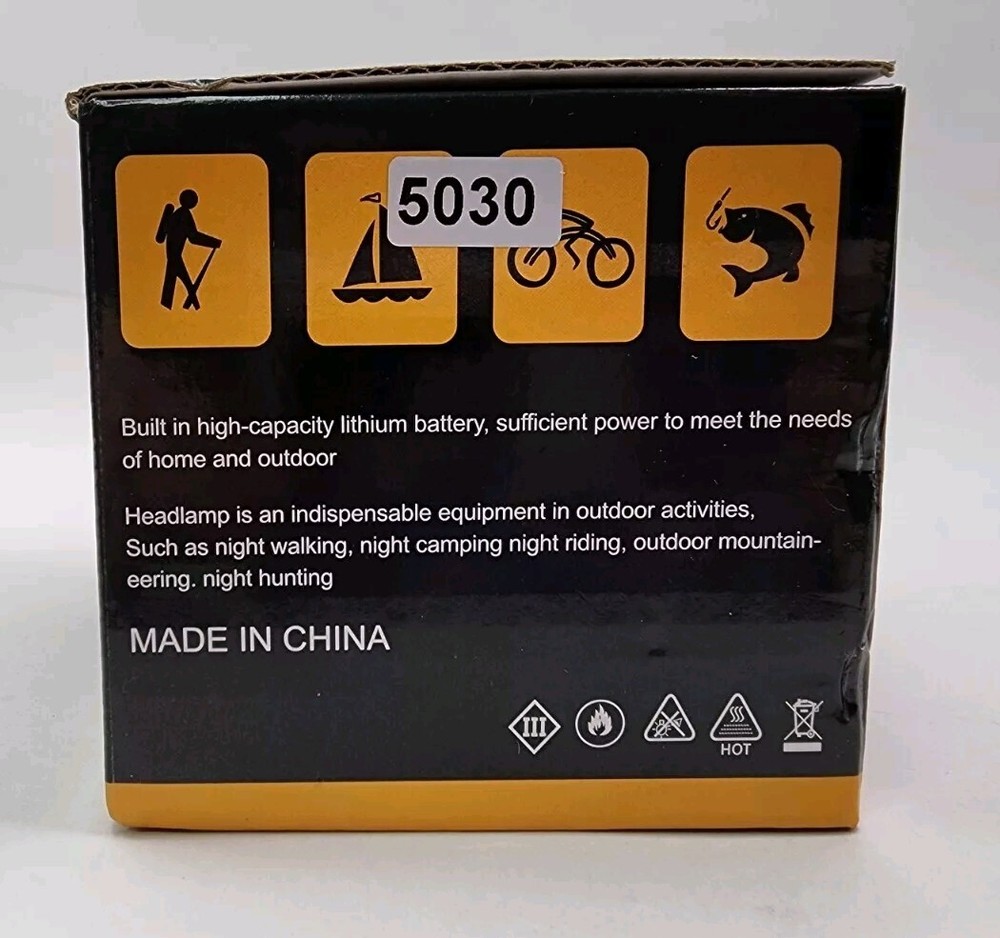 5030
Built in high-capacity lithium battery, sufficient power to meet the needs
of home and outdoor
Headlamp is an indispensable equipment in outdoor activities,
Such as night walking, night camping night riding, outdoor mountain-
eering. night hunting
MADE IN CHINA
III
HOT